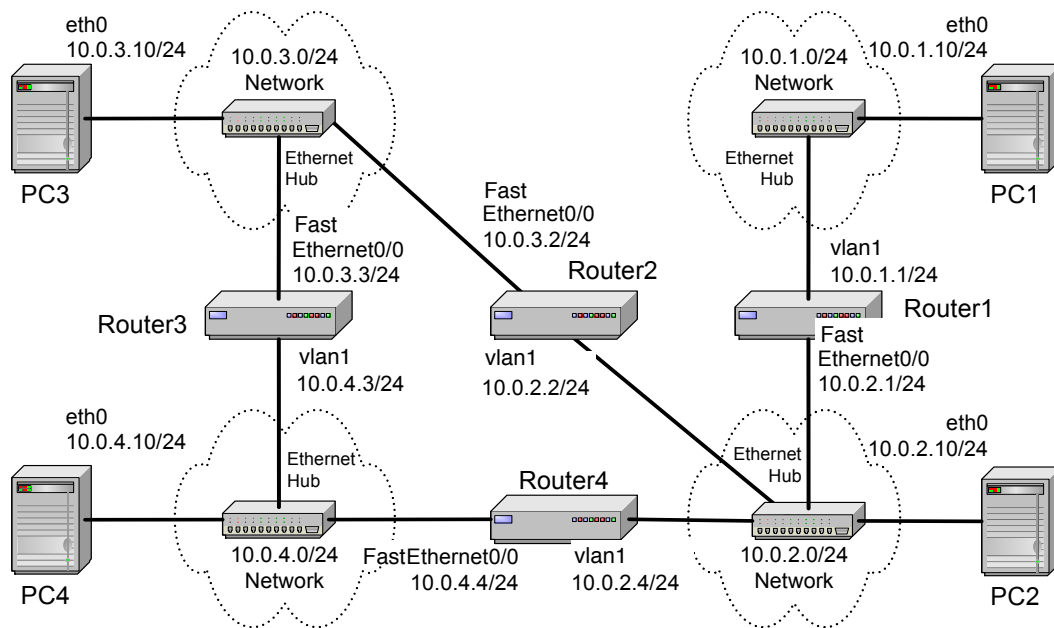 eth0
10.0.3.10/24
PC3
10.0.3.0/24
Network
Ethernet
Hub
Fast
Ethernet0/0
10.0.3.3/24
Router3
vlan1
10.0.4.3/24
Fast
Ethernet0/0
10.0.3.2/24
Router2
vlan1
10.0.2.2/24
10.0.1.0/24
Network
Ethernet
Hub
eth0
10.0.1.10/24
PC1
vlan1
10.0.1.1/24
Router1
Fast
Ethernet0/0
10.0.2.1/24
eth0
10.0.4.10/24
PC4
Ethernet
Hub
10.0.4.0/24
Network
Router4
FastEthernet0/0
10.0.4.4/24
vlan1
10.0.2.4/24
Ethernet
Hub
10.0.2.0/24
Network
eth0
10.0.2.10/24
PC2